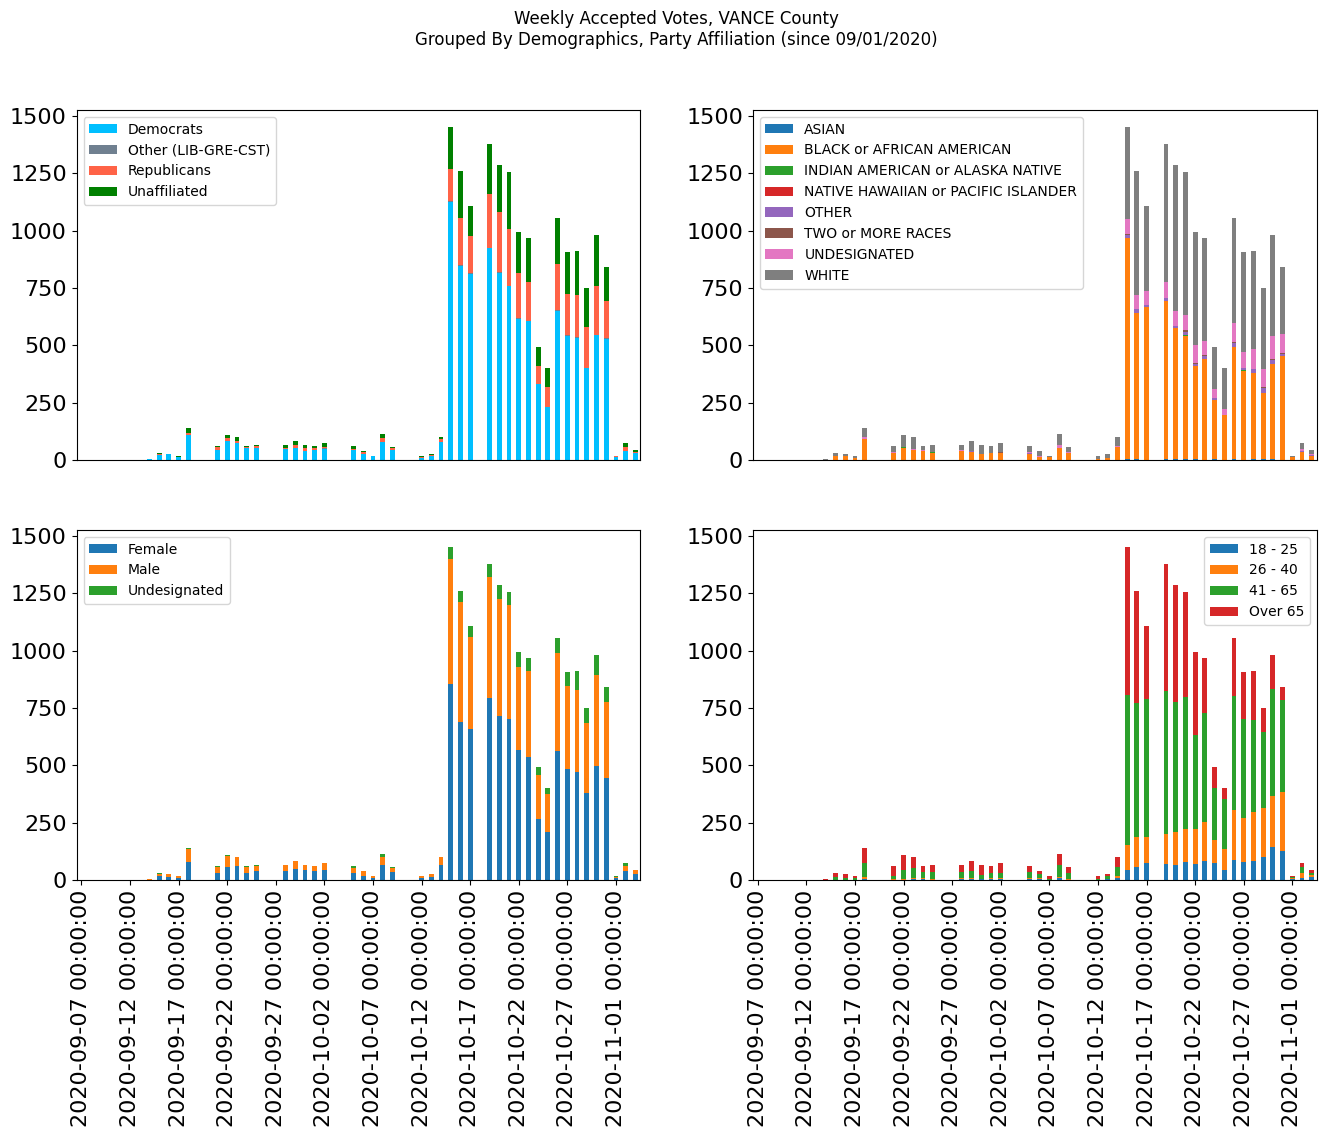 Weekly Accepted Votes, VANCE County
Grouped By Demographics, Party Affiliation (since 09/01/2020)
1500
1250
1000
750
500
250
0
Democrats
Other (LIB-GRE-CST)
Republicans
Unaffiliated
1500
1250
1000
750
500
250
0
ASIAN
BLACK or AFRICAN AMERICAN
INDIAN AMERICAN or ALASKA NATIVE
NATIVE HAWAIIAN or PACIFIC ISLANDER
OTHER
TWO or MORE RACES
UNDESIGNATED
WHITE
1500
1250
1000
750
500
250
0
Female
Male
Undesignated
2020-09-07 00:00:00
2020-09-12 00:00:00
2020-09-17 00:00:00
2020-09-22 00:00:00
2020-09-27 00:00:00
2020-10-02 00:00:00
2020-10-07 00:00:00
2020-10-12 00:00:00
2020-10-17 00:00:00
2020-10-22 00:00:00
2020-10-27 00:00:00
2020-11-01 00:00:00
1500
1250
1000
750
500
250
0
18 - 25
26 - 40
41 - 65
Over 65
2020-09-07 00:00:00
2020-09-12 00:00:00
2020-09-17 00:00:00
2020-09-22 00:00:00
2020-09-27 00:00:00
2020-10-02 00:00:00
2020-10-07 00:00:00
2020-10-12 00:00:00
2020-10-17 00:00:00
2020-10-22 00:00:00
2020-10-27 00:00:00
2020-11-01 00:00:00